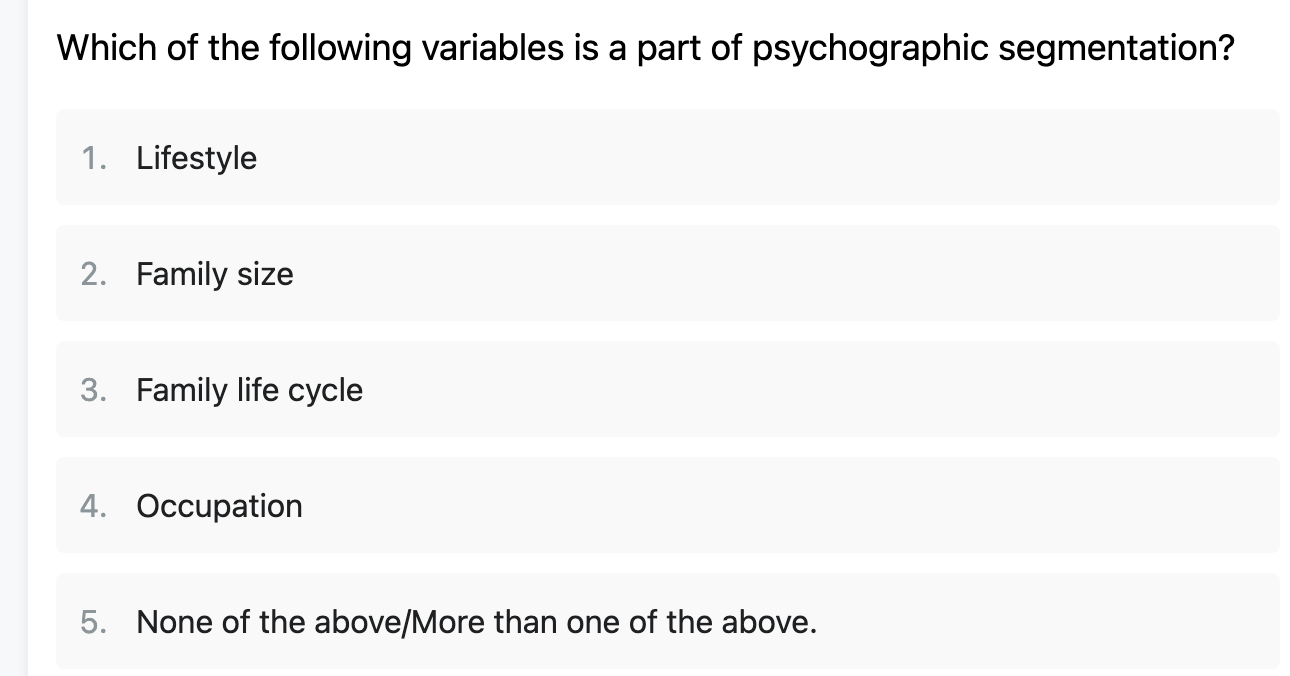 Which of the following variables is a part of psychographic segmentation?
1. Lifestyle
2. Family size
3. Family life cycle
4. Occupation
5. None of the above/More than one of the above.